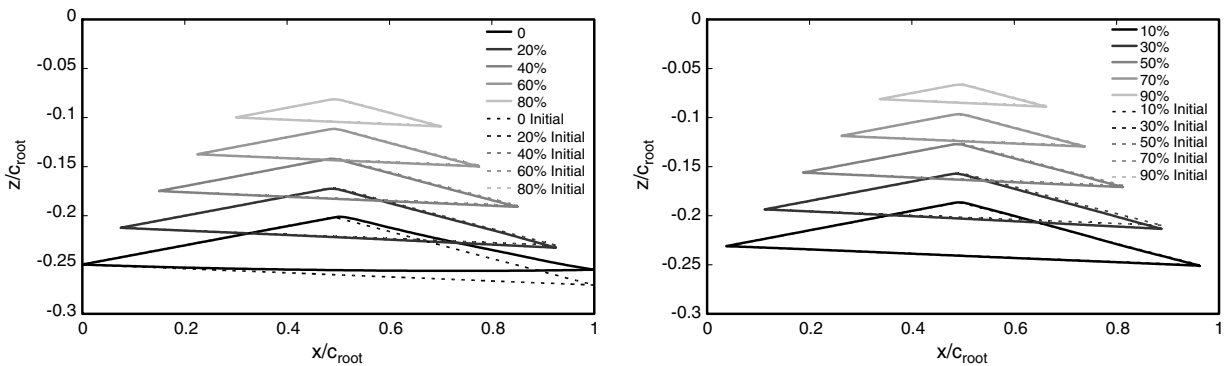 0
-0.05
-0.1
-0.15
-0.2
-0.25
-0.3
z/c_root
0
0.2
0.4
0.6
0.8
1
x/c_root
0
20%
40%
60%
80%
0 Initial
20% Initial
40% Initial
60% Initial
80% Initial
0
-0.05
-0.1
-0.15
-0.2
-0.25
-0.3
z/c_root
0
0.2
0.4
0.6
0.8
1
x/c_root
10%
30%
50%
70%
90%
10% Initial
30% Initial
50% Initial
70% Initial
90% Initial